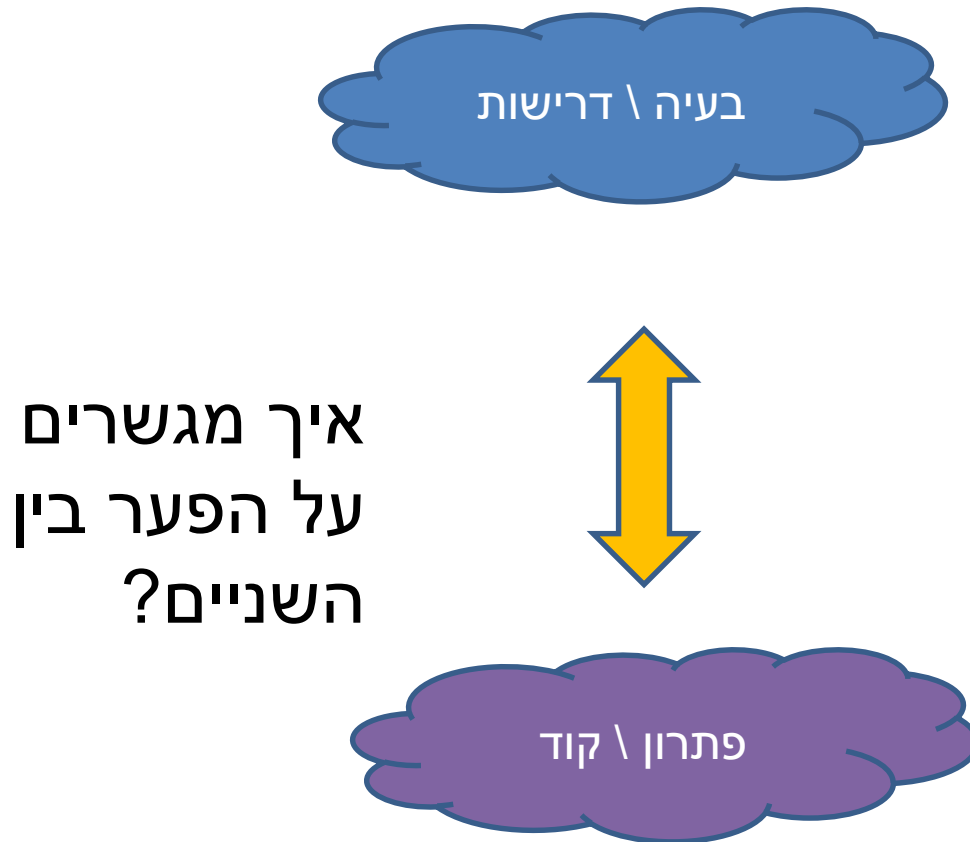 בעיה \ דרישות
איך מגשרים
על הפער בין
השניים?
פתרון \ קוד